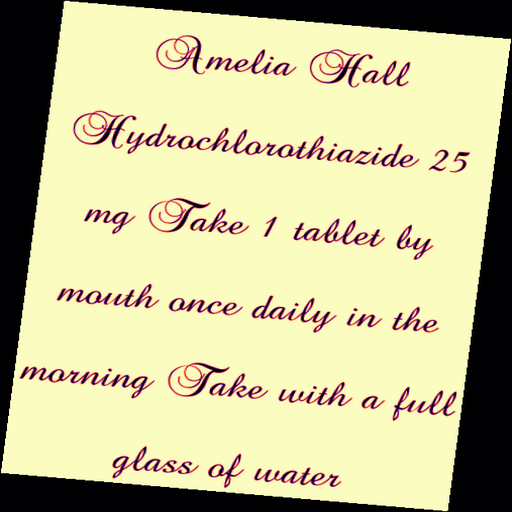 Amelia Hall
Hydrochlorothiazide 25
mg Take 1 tablet by
mouth once daily in the
morning Take with a full
glass of water